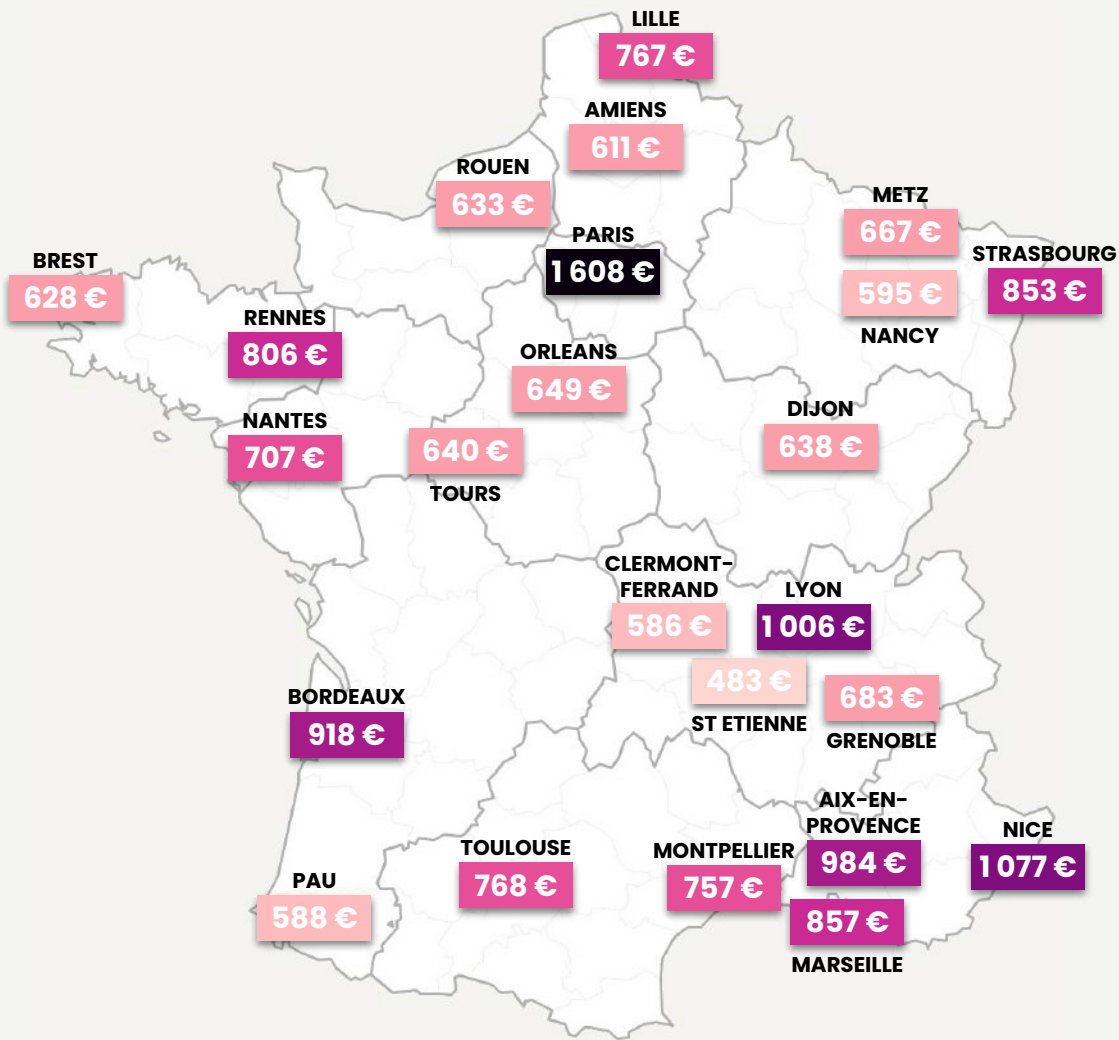 LILLE
767 €
AMIENS
611 €
ROUEN
633 €
METZ
667 €
PARIS
1 608 €
STRASBOURG
853 €
BREST
628 €
595 €
NANCY
RENNES
806 €
ORLEANS
649 €
DIJON
638 €
NANTES
707 €
640 €
TOURS
CLERMONT-
FERRAND
586 €
LYON
1 006 €
483 €
ST ETIENNE
683 €
GRENOBLE
BORDEAUX
918 €
AIX-EN-
PROVENCE
984 €
NICE
1 077 €
TOULOUSE
768 €
MONTPELLIER
757 €
PAU
588 €
857 €
MARSEILLE